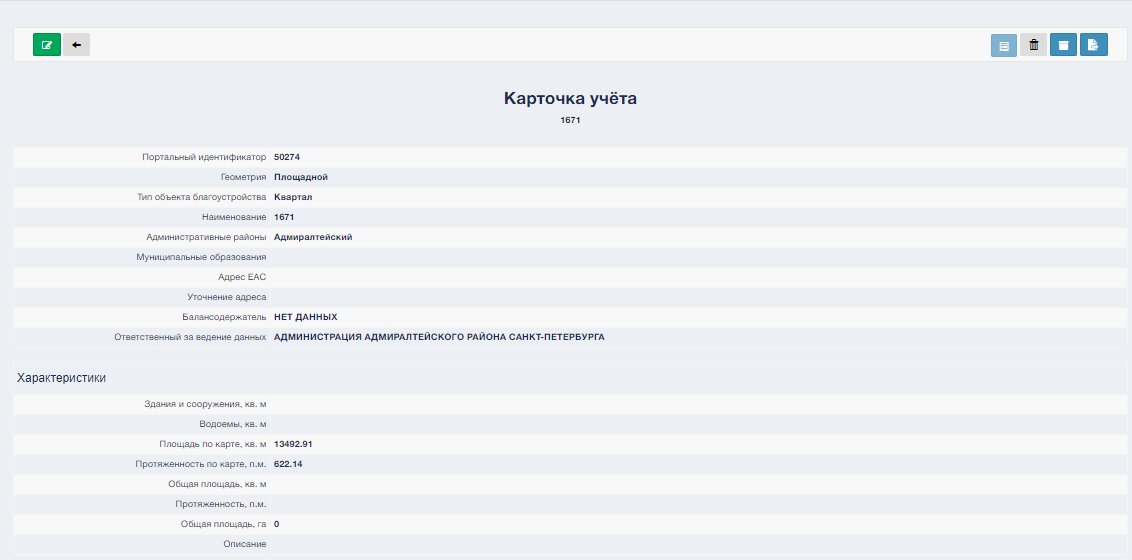 Карточка учёта
1671
Портальный идентификатор 50274
Геометрия Площадной
Тип объекта благоустройства Квартал
Наименование 1671
Административные районы Адмиралтейский
Муниципальные образования
Адрес ЕАС
Уточнение адреса
Балансодержатель НЕТ ДАННЫХ
Ответственный за ведение данных АДМИНИСТРАЦИЯ АДМИРАЛТЕЙСКОГО РАЙОНА САНКТ-ПЕТЕРБУРГА
Характеристики
Здания и сооружения, кв. м
Водоемы, кв. м
Площадь по карте, кв. м 13492.91
Протяженность по карте, п.м. 622.14
Общая площадь, кв. м
Протяженность, п.м.
Общая площадь, га 0
Описание